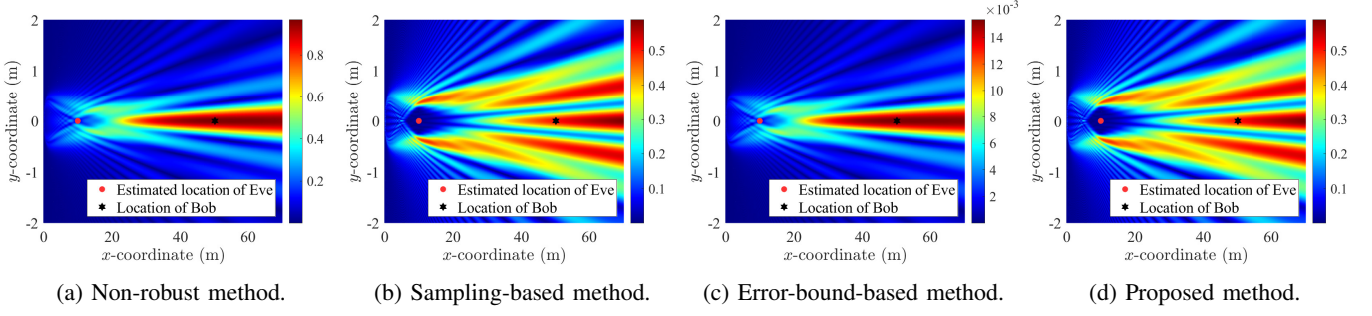 2
1
0
-1
-2
y-coordinate (m)
0 20 40 60
x-coordinate (m)
Estimated location of Eve
Location of Bob
0.8
0.6
0.4
0.2
(a) Non-robust method.
2
1
0
-1
-2
y-coordinate (m)
0 20 40 60
x-coordinate (m)
Estimated location of Eve
Location of Bob
0.5
0.4
0.3
0.2
0.1
(b) Sampling-based method.
2
1
0
-1
-2
y-coordinate (m)
0 20 40 60
x-coordinate (m)
Estimated location of Eve
Location of Bob
×10⁻³
14
12
10
8
6
4
2
(c) Error-bound-based method.
2
1
0
-1
-2
y-coordinate (m)
0 20 40 60
x-coordinate (m)
Estimated location of Eve
Location of Bob
0.5
0.4
0.3
0.2
0.1
(d) Proposed method.